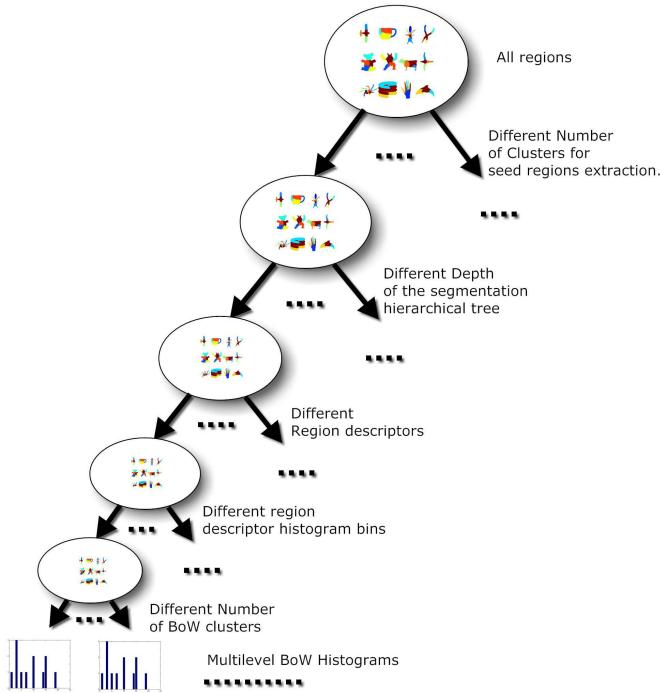 All regions
Different Number
of Clusters for
seed regions extraction.
Different Depth
of the segmentation
hierarchical tree
Different
Region descriptors
Different region
descriptor histogram bins
Different Number
of BoW clusters
Multilevel BoW Histograms